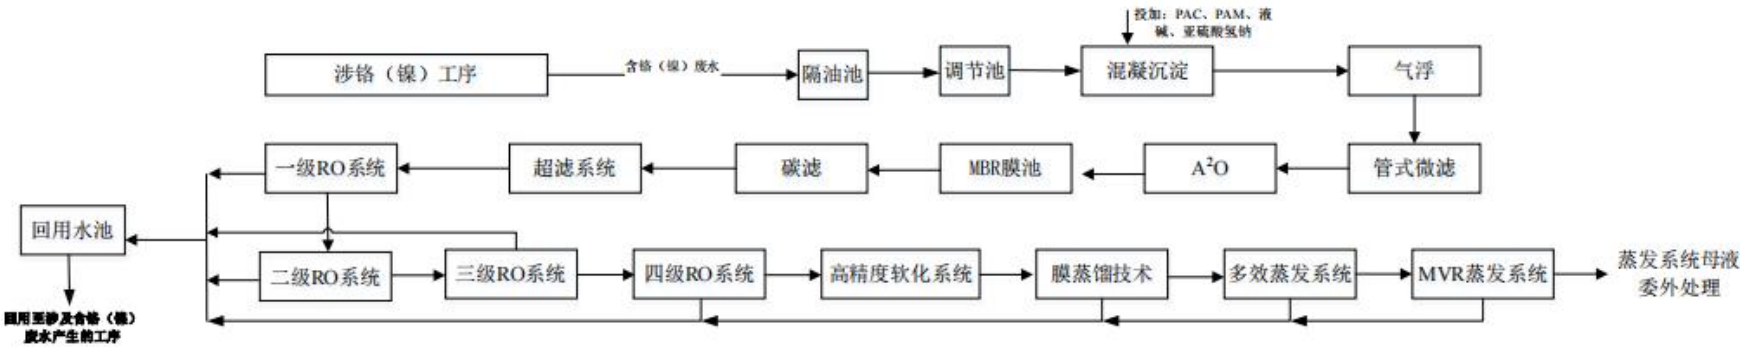 投加：PAC、PAM、液
碱、亚硫酸氢钠
涉铬（镍）工序
含铬（镍）废水
隔油池
调节池
混凝沉淀
气浮
一级RO系统
超滤系统
碳滤
MBR膜池
A²O
管式微滤
回用水池
二级RO系统
三级RO系统
四级RO系统
高精度软化系统
膜蒸馏技术
多效蒸发系统
MVR蒸发系统
蒸发系统母液
委外处理
回用至涉及含铬（镍）
废水产生的工序